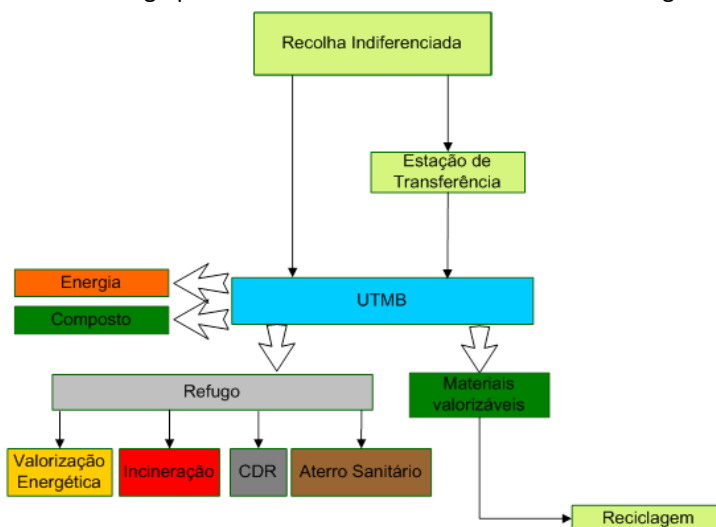 Recolha Indiferenciada
Estação de
Transferência
Energia
UTMB
Composto
Refugo
Materiais
valorizáveis
Valorização
Energética
Incineração
CDR
Aterro Sanitário
Reciclagem